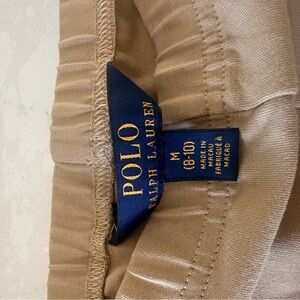 POLO
RALPH LAUREN
M
(8-10)
MADE IN
MACAU
FABRIQUÉ À
MACAO